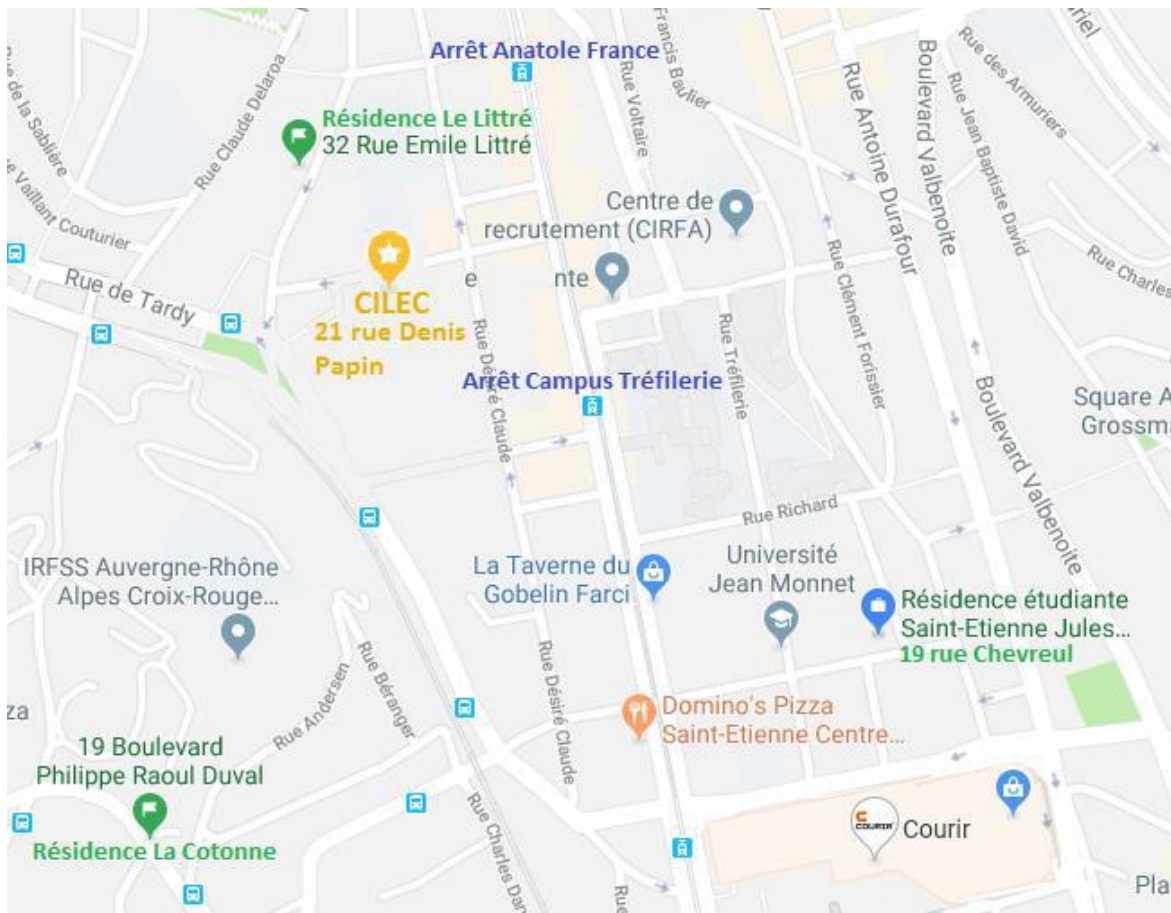 Arrêt Anatole France
Francis Baulier
Rue Voltaire
Boulevard Valbenoite
Rue des Armuriers
Rue de la Sablière
Rue Claude Delaroa
Résidence Le Littré
32 Rue Emile Littré
Rue Antoine Durafour
Rue Jean Baptiste David
Vaillant Couturier
Centre de
recrutement (CIRFA)
Rue de Tardy
CILEC
21 rue Denis
Papin
e
nte
Rue Charles
Rue Désiré Claude
Rue Tréfilerie
Rue Clément Forissier
Arrêt Campus Tréfilerie
Boulevard Valbenoite
Square A
Grossma
Rue Richard
IRFSS Auvergne-Rhône
Alpes Croix-Rouge...
La Taverne du
Gobelin Farci
Université
Jean Monnet
Résidence étudiante
Saint-Etienne Jules...
19 rue Chevreul
Rue Andersen
Rue Béranger
Rue Désiré Claude
za
Domino's Pizza
Saint-Etienne Centre...
19 Boulevard
Philippe Raoul Duval
Résidence La Cotonne
Rue Charles Dar
Rue
COURIR
Courir
Pla